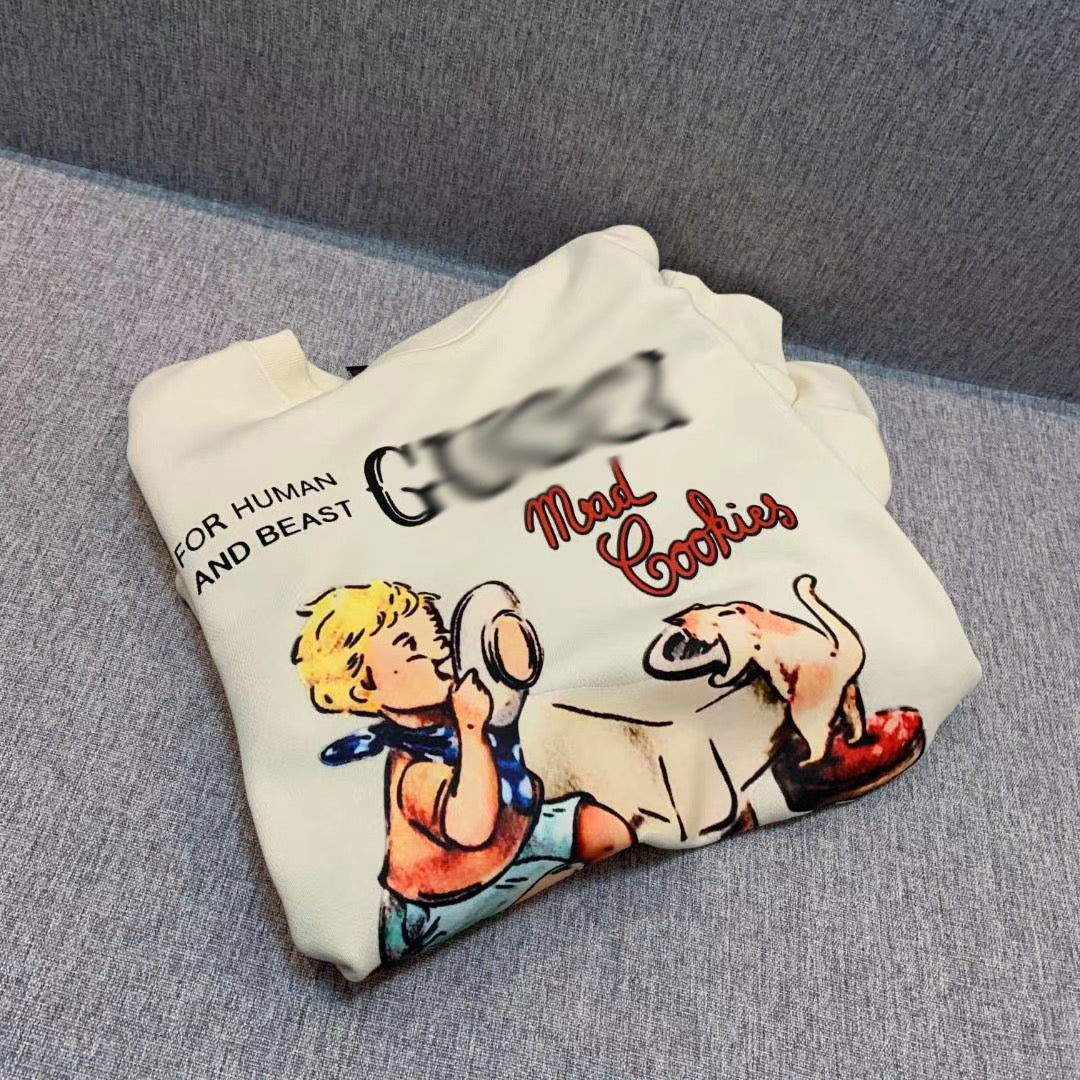 FOR HUMAN
AND BEAST
Mad
Cookies